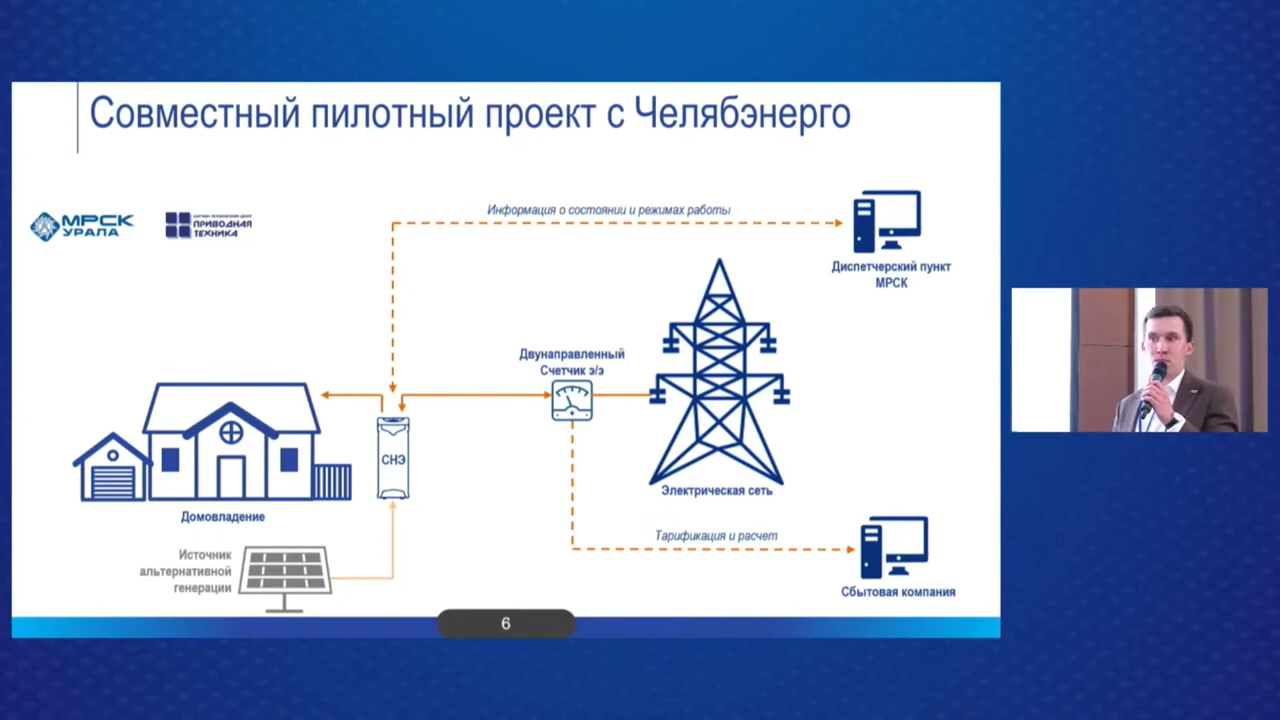 Совместный пилотный проект с Челябэнерго
МРСК
УРАЛА
ПРИВОДНАЯ
ТЕХНИКА
Информация о состоянии и режимах работы
Диспетчерский пункт
МРСК
Двунаправленный
Счетчик э/э
СНЭ
Электрическая сеть
Домовладение
Источник
альтернативной
генерации
Тарификация и расчет
Сбытовая компания
6